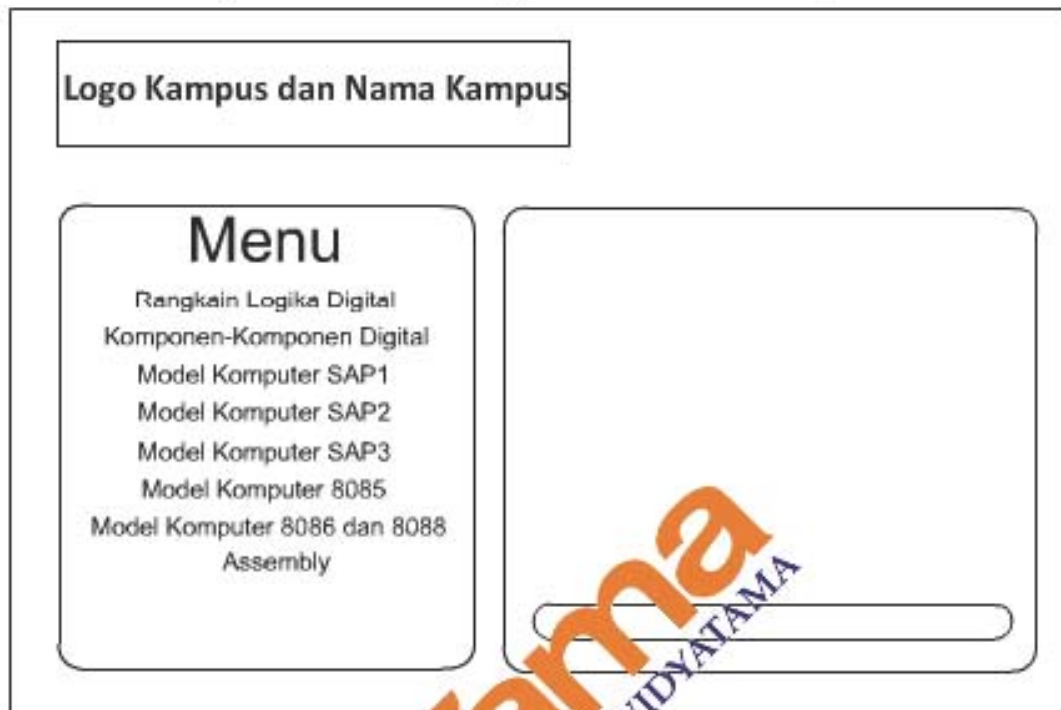 Logo Kampus dan Nama Kampus
Menu
Rangkain Logika Digital
Komponen-Komponen Digital
Model Komputer SAP1
Model Komputer SAP2
Model Komputer SAP3
Model Komputer 8085
Model Komputer 8086 dan 8088
Assembly